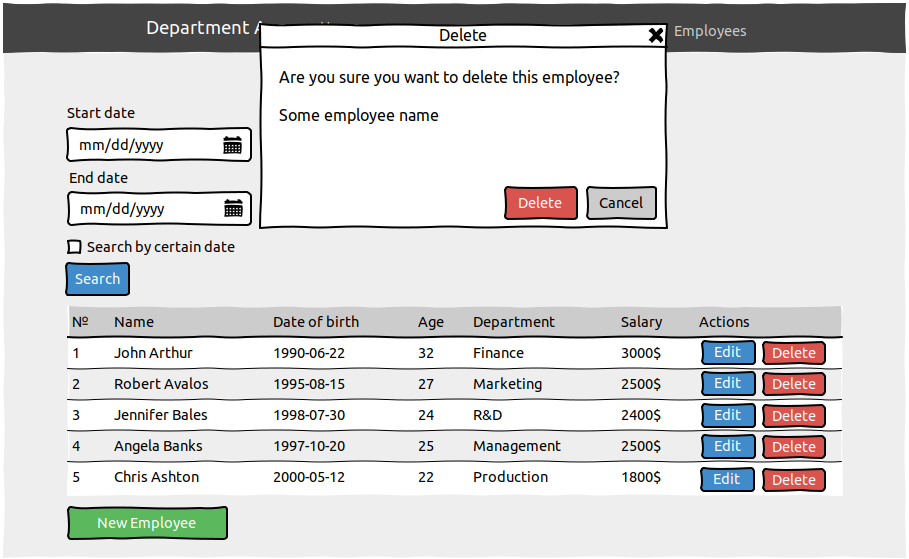 Department A
Employees
Delete
Are you sure you want to delete this employee?
Some employee name
Delete Cancel
Start date
mm/dd/yyyy
End date
mm/dd/yyyy
Search by certain date
Search
№ Name Date of birth Age Department Salary Actions
1 John Arthur 1990-06-22 32 Finance 3000$ Edit Delete
2 Robert Avalos 1995-08-15 27 Marketing 2500$ Edit Delete
3 Jennifer Bales 1998-07-30 24 R&D 2400$ Edit Delete
4 Angela Banks 1997-10-20 25 Management 2500$ Edit Delete
5 Chris Ashton 2000-05-12 22 Production 1800$ Edit Delete
New Employee